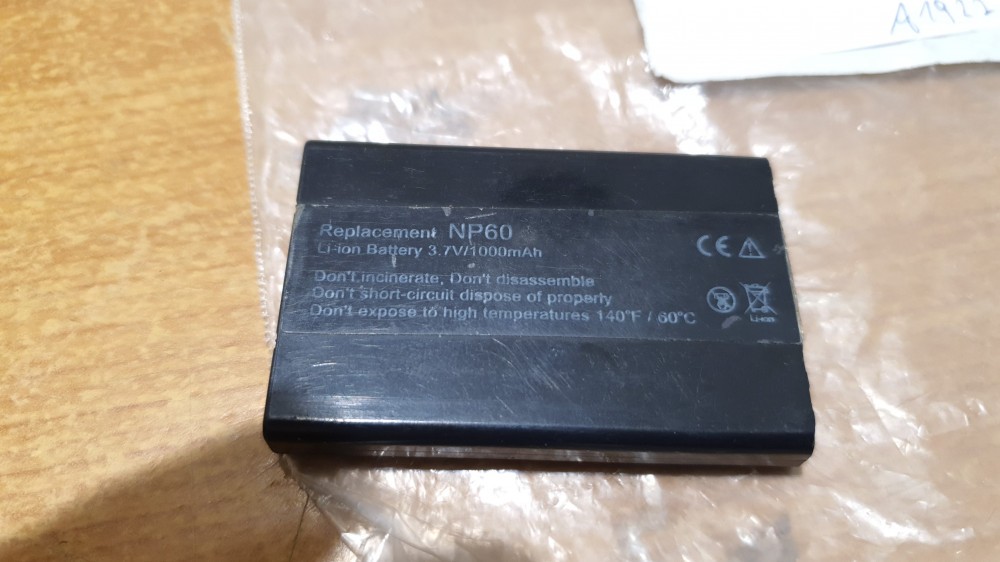 A1922
Replacement NP60
Li-ion Battery 3.7V/1000mAh
Don't incinerate, Don't disassemble
Don't short-circuit dispose of properly
Don't expose to high temperatures 140°F / 60°C
CE
Li-ion